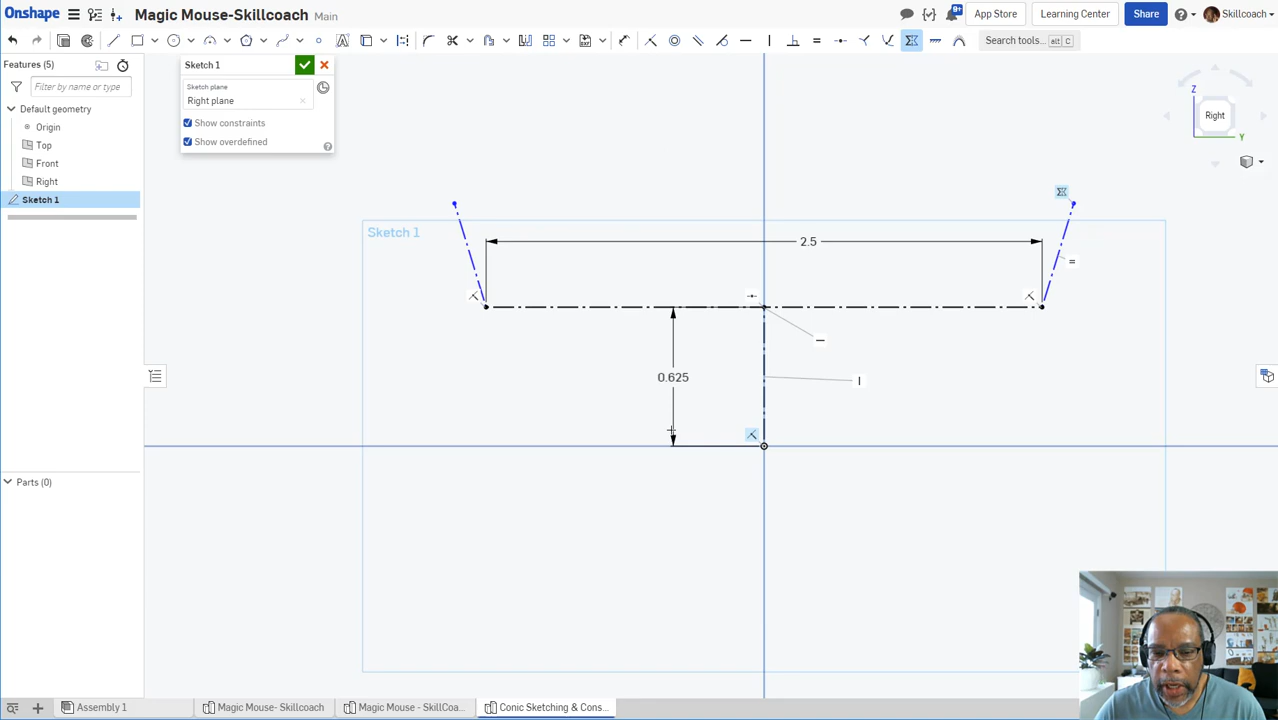 Onshape
Magic Mouse-Skillcoach Main
9+
App Store
Learning Center
Share
Skillcoach
Search tools... alt C
Features (5)
Filter by name or type
Default geometry
Origin
Top
Front
Right
Sketch 1
Parts (0)
Sketch 1
Sketch plane
Right plane
Show constraints
Show overdefined
Sketch 1
2.5
0.625
Z
Right
Y
Assembly 1
Magic Mouse- Skillcoach
Magic Mouse - SkillCoa...
Conic Sketching & Cons...